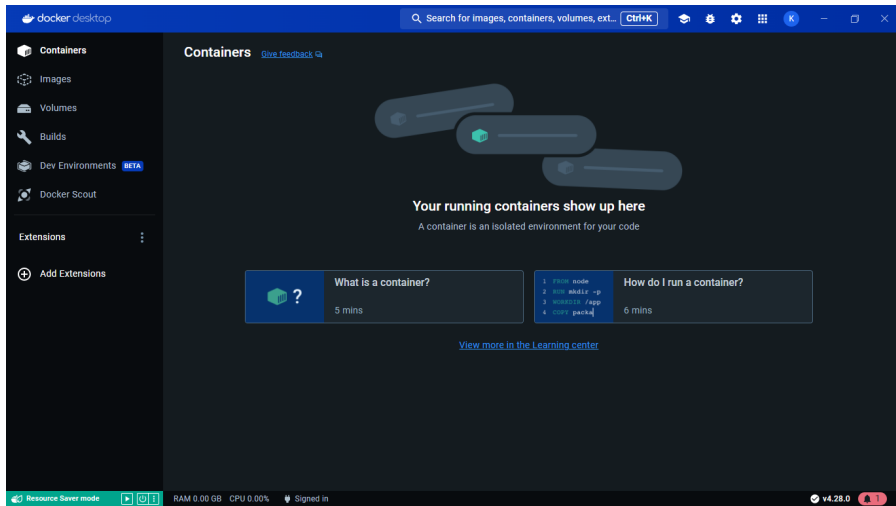 docker desktop
Search for images, containers, volumes, ext... Ctrl+K
K
Containers
Images
Volumes
Builds
Dev Environments BETA
Docker Scout
Extensions
Add Extensions
Containers Give feedback
Your running containers show up here
A container is an isolated environment for your code
?
What is a container?
5 mins
1 FROM node
2 RUN mkdir -p
3 WORKDIR /app
4 COPY packa
How do I run a container?
6 mins
View more in the Learning center
Resource Saver mode
RAM 0.00 GB CPU 0.00% Signed in
v4.28.0
1